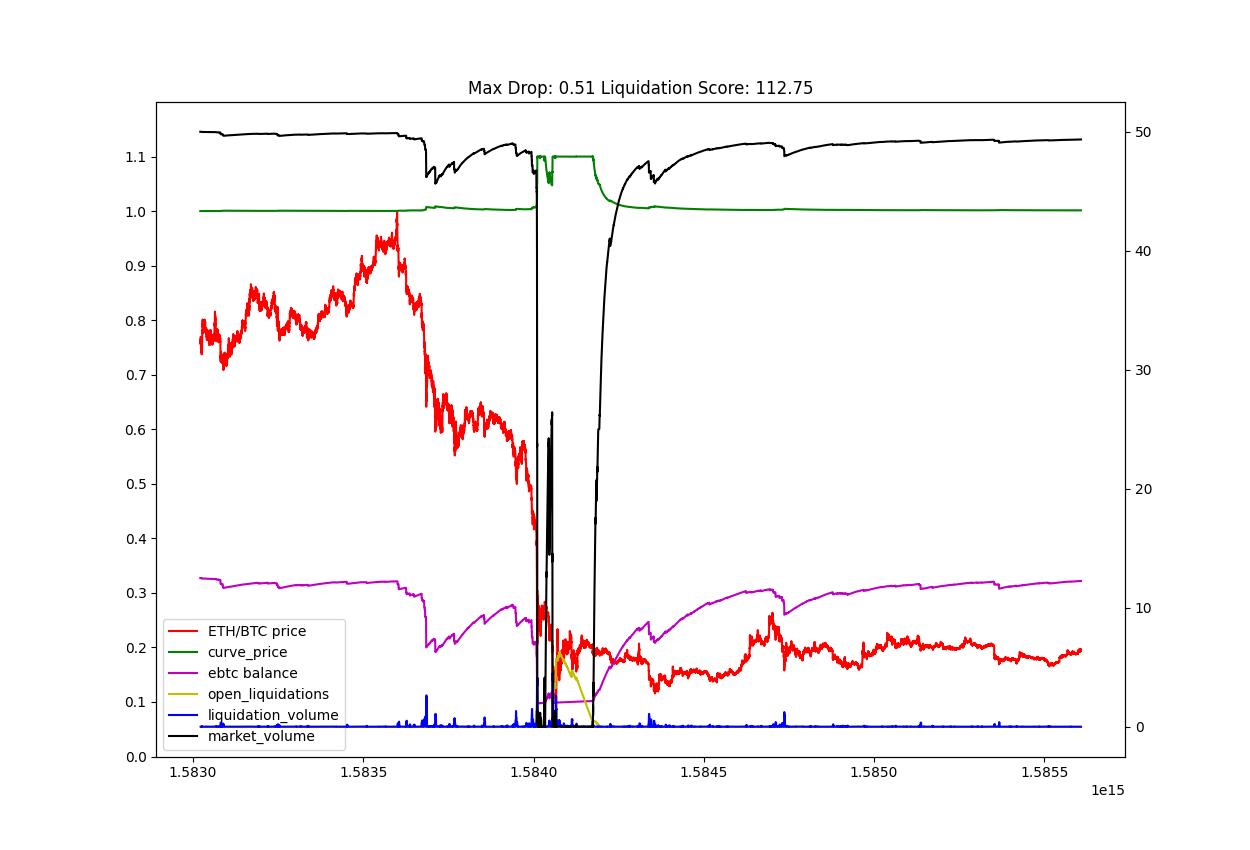 Max Drop: 0.51 Liquidation Score: 112.75
1.1
1.0
0.9
0.8
0.7
0.6
0.5
0.4
0.3
0.2
0.1
0.0
50
40
30
20
10
0
ETH/BTC price
curve_price
ebtc balance
open_liquidations
liquidation_volume
market_volume
1.5830 1.5835 1.5840 1.5845 1.5850 1.5855
1e15